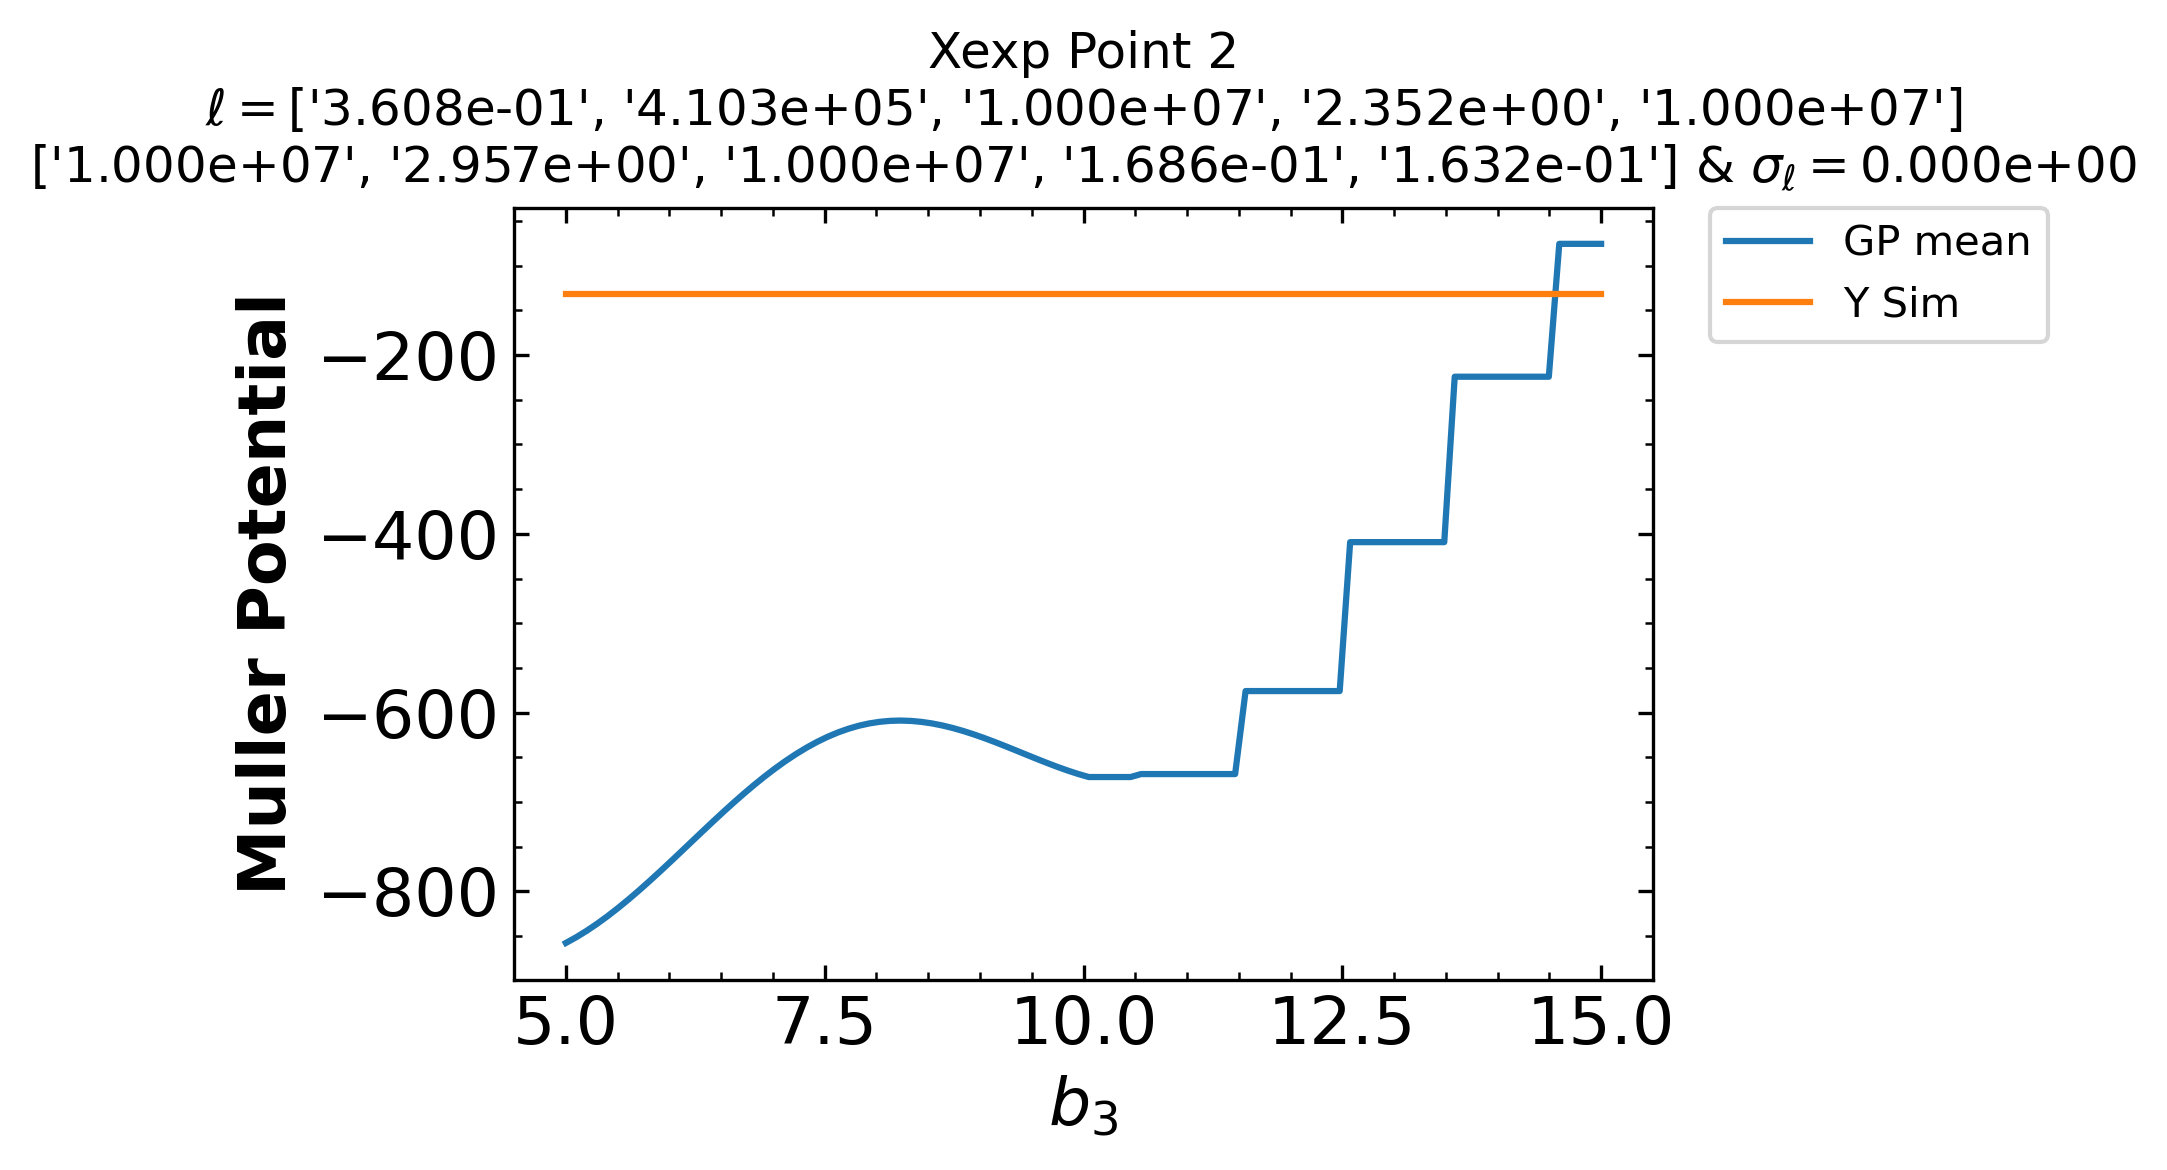 Xexp Point 2
ℓ = ['3.608e-01', '4.103e+05', '1.000e+07', '2.352e+00', '1.000e+07']
['1.000e+07', '2.957e+00', '1.000e+07', '1.686e-01', '1.632e-01'] & σℓ = 0.000e+00
GP mean
Y Sim
Muller Potential
−200
−400
−600
−800
5.0 7.5 10.0 12.5 15.0
b3